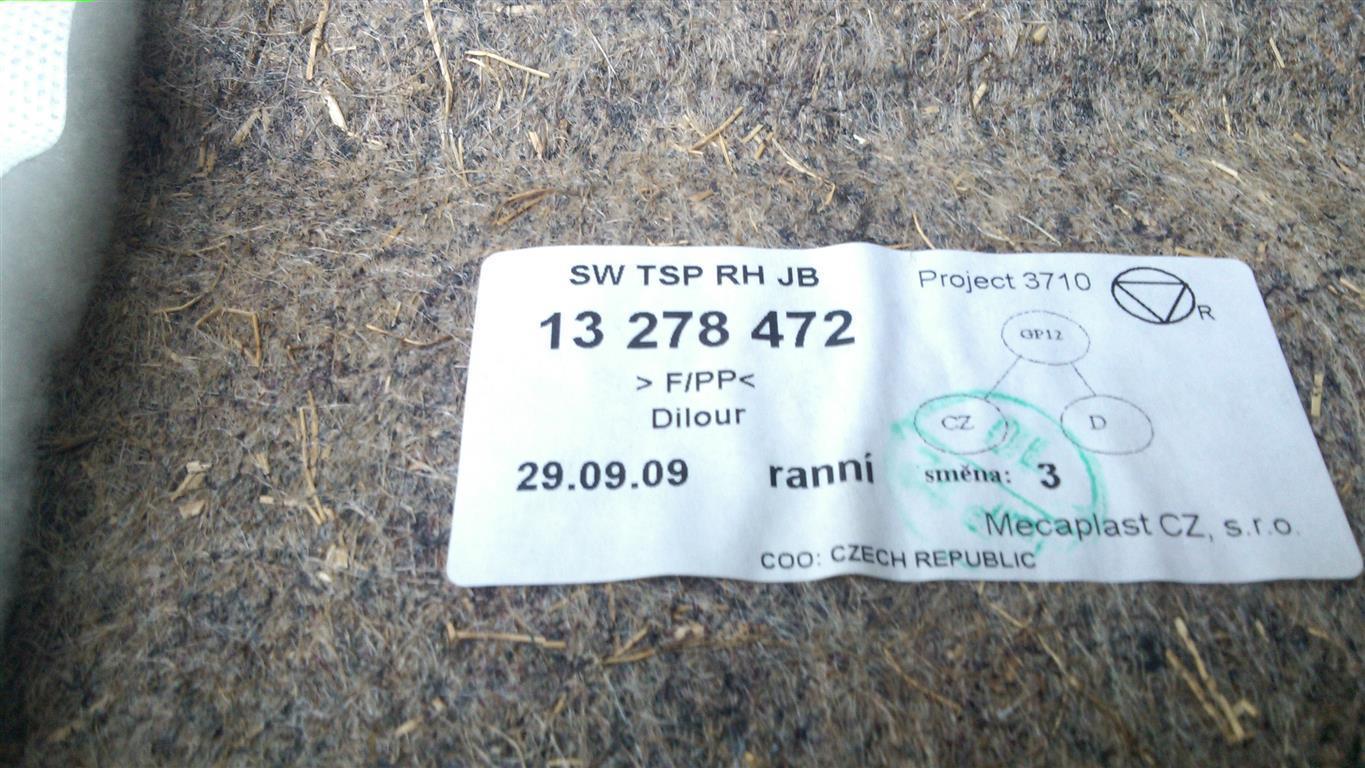 SW TSP RH JB
13 278 472
> F/PP<
Dilour
29.09.09 ranní směna: 3
Project 3710
R
GP12
CZ D
Mecaplast CZ, s.r.o.
COO: CZECH REPUBLIC